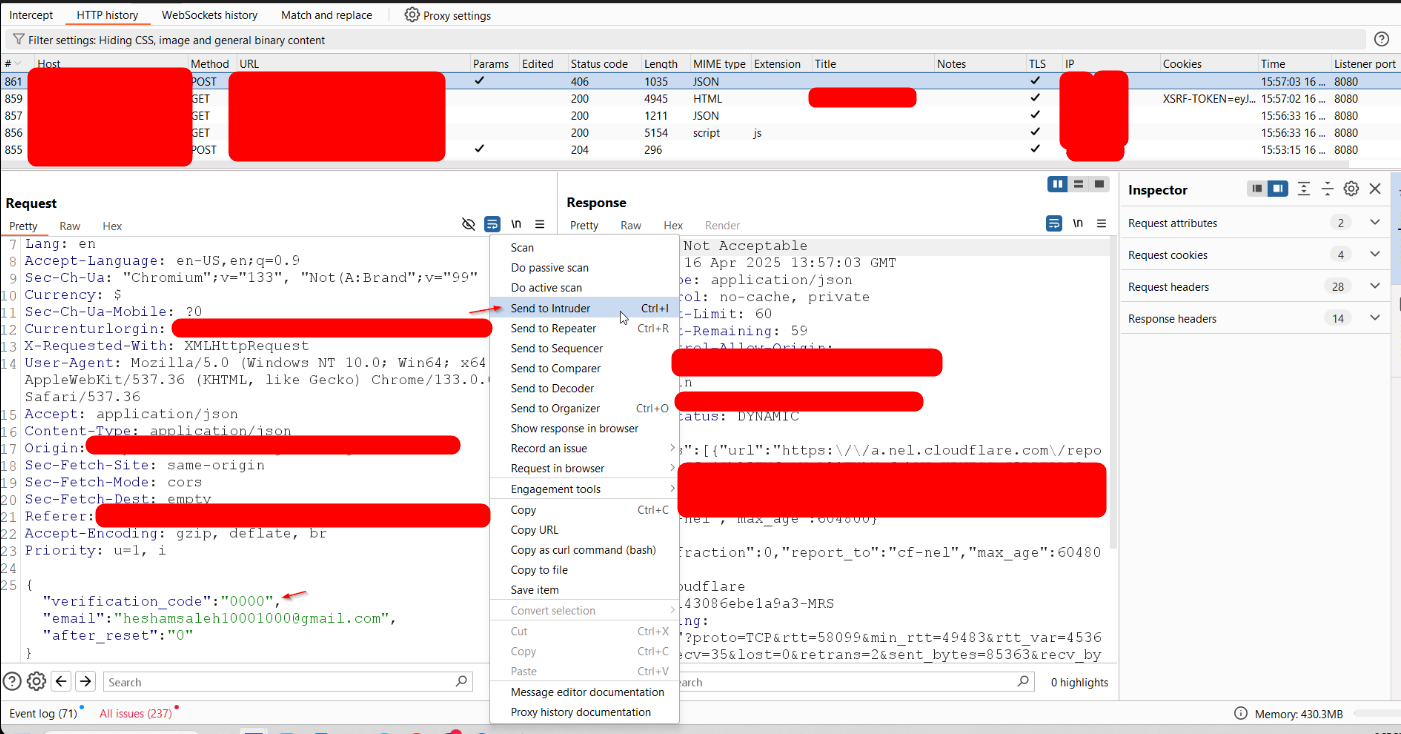 Intercept HTTP history WebSockets history Match and replace Proxy settings
Filter settings: Hiding CSS, image and general binary content
# Host Method URL Params Edited Status code Length MIME type Extension Title Notes TLS IP Cookies Time Listener port
861 POST ✓ 406 1035 JSON ✓ 15:57:03 16 ... 8080
859 GET 200 4945 HTML ✓ XSRF-TOKEN=eyJ... 15:57:02 16 ... 8080
857 GET 200 1211 JSON ✓ 15:56:33 16 ... 8080
856 GET 200 5154 script js ✓ 15:56:33 16 ... 8080
855 POST ✓ 204 296 ✓ 15:53:15 16 ... 8080
Request
Pretty Raw Hex \n
7 Lang: en
8 Accept-Language: en-US,en;q=0.9
9 Sec-Ch-Ua: "Chromium";v="133", "Not(A:Brand";v="99"
10 Currency: $
11 Sec-Ch-Ua-Mobile: ?0
12 Currenturlorgin:
13 X-Requested-With: XMLHttpRequest
14 User-Agent: Mozilla/5.0 (Windows NT 10.0; Win64; x64
AppleWebKit/537.36 (KHTML, like Gecko) Chrome/133.0.0
Safari/537.36
15 Accept: application/json
16 Content-Type: application/json
17 Origin:
18 Sec-Fetch-Site: same-origin
19 Sec-Fetch-Mode: cors
20 Sec-Fetch-Dest: empty
21 Referer:
22 Accept-Encoding: gzip, deflate, br
23 Priority: u=1, i
24
25 {
"verification_code":"0000",
"email":"heshamsaleh10001000@gmail.com",
"after_reset":"0"
}
Search
Scan
Do passive scan
Do active scan
Send to Intruder Ctrl+I
Send to Repeater Ctrl+R
Send to Sequencer
Send to Comparer
Send to Decoder
Send to Organizer Ctrl+O
Show response in browser
Record an issue
Request in browser
Engagement tools
Copy Ctrl+C
Copy URL
Copy as curl command (bash)
Copy to file
Save item
Convert selection
Cut Ctrl+X
Copy Ctrl+C
Paste Ctrl+V
Message editor documentation
Proxy history documentation
Response
Pretty Raw Hex Render \n
Not Acceptable
16 Apr 2025 13:57:03 GMT
pe: application/json
rol: no-cache, private
t-Limit: 60
t-Remaining: 59
rol-Allow-Origin:
in
tatus: DYNAMIC
s":[{"url":"https:\/\/a.nel.cloudflare.com\/repo
-nel","max_age":604800}
fraction":0,"report_to":"cf-nel","max_age":60480
oudflare
143086ebe1a9a3-MRS
ing:
"?proto=TCP&rtt=58099&min_rtt=49483&rtt_var=4536
ecv=35&lost=0&retrans=2&sent_bytes=85363&recv_by
earch 0 highlights
Inspector
Request attributes 2
Request cookies 4
Request headers 28
Response headers 14
Event log (71) All issues (237) Memory: 430.3MB